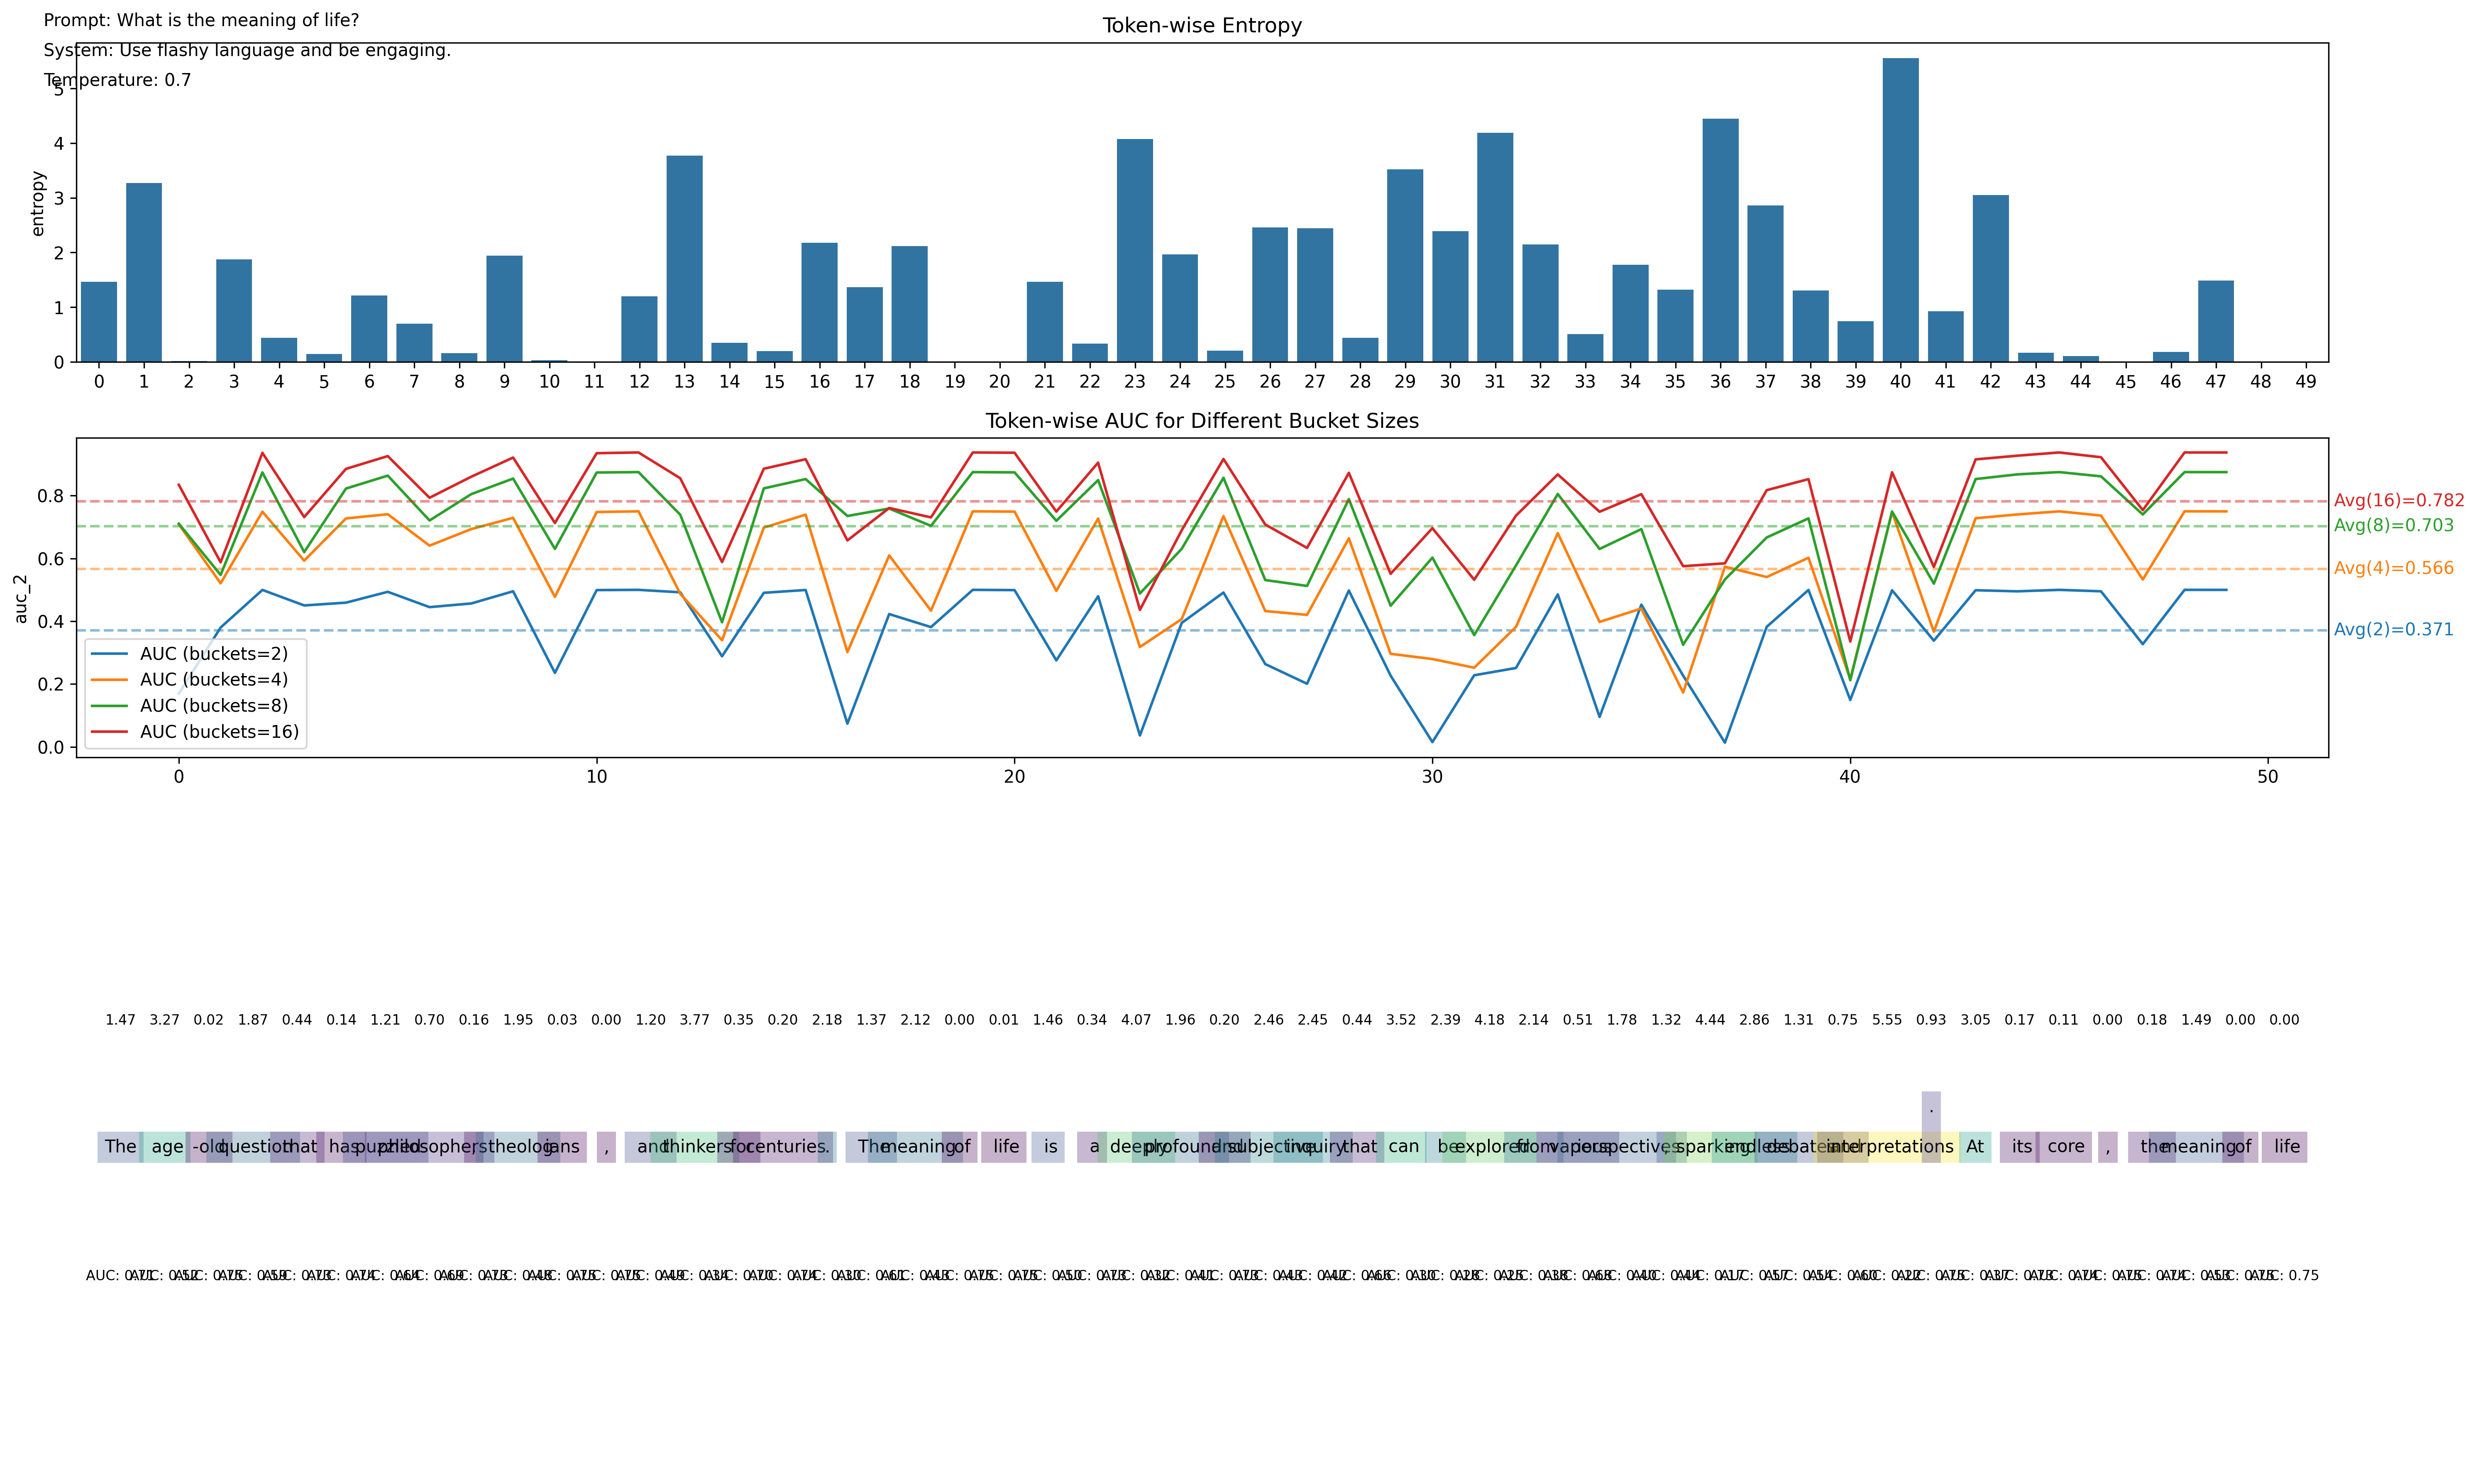 Prompt: What is the meaning of life?
Token-wise Entropy
System: Use flashy language and be engaging.
Temperature: 0.7
entropy
5
4
3
2
1
0
0 1 2 3 4 5 6 7 8 9 10 11 12 13 14 15 16 17 18 19 20 21 22 23 24 25 26 27 28 29 30 31 32 33 34 35 36 37 38 39 40 41 42 43 44 45 46 47 48 49
Token-wise AUC for Different Bucket Sizes
auc_2
0.8
0.6
0.4
0.2
0.0
Avg(16)=0.782
Avg(8)=0.703
Avg(4)=0.566
Avg(2)=0.371
AUC (buckets=2)
AUC (buckets=4)
AUC (buckets=8)
AUC (buckets=16)
0 10 20 30 40 50
1.47 3.27 0.02 1.87 0.44 0.14 1.21 0.70 0.16 1.95 0.03 0.00 1.20 3.77 0.35 0.20 2.18 1.37 2.12 0.00 0.01 1.46 0.34 4.07 1.96 0.20 2.46 2.45 0.44 3.52 2.39 4.18 2.14 0.51 1.78 1.32 4.44 2.86 1.31 0.75 5.55 0.93 3.05 0.17 0.11 0.00 0.18 1.49 0.00 0.00
.
The age -old question that has puzzled philosophers , theolog ians , and thinkers for centuries . The meaning of life is a deeply profound and subjective inquiry that can be explored from various perspectives , sparking endless debate and interpretations At its core , the meaning of life
AUC: 0.75